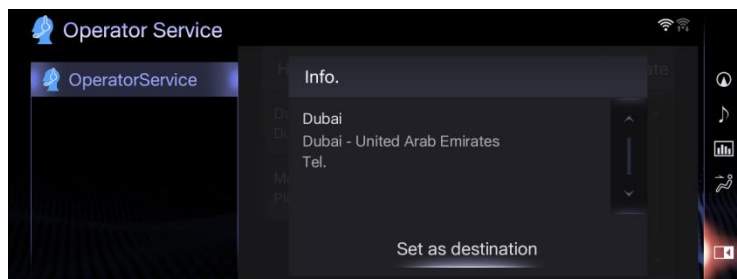 Operator Service
OperatorService
Info.
Dubai
Dubai - United Arab Emirates
Tel.
Set as destination